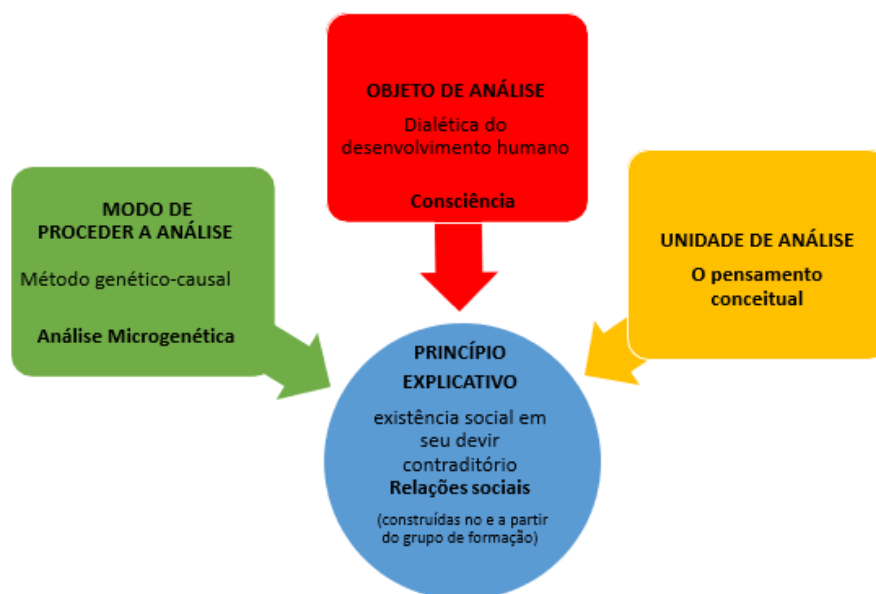 OBJETO DE ANÁLISE
Dialética do
desenvolvimento humano
Consciência
MODO DE
PROCEDER A ANÁLISE
Método genético-causal
Análise Microgenética
UNIDADE DE ANÁLISE
O pensamento
conceitual
PRINCÍPIO
EXPLICATIVO
existência social em
seu devir
contraditório
Relações sociais
(construídas no e a partir
do grupo de formação)